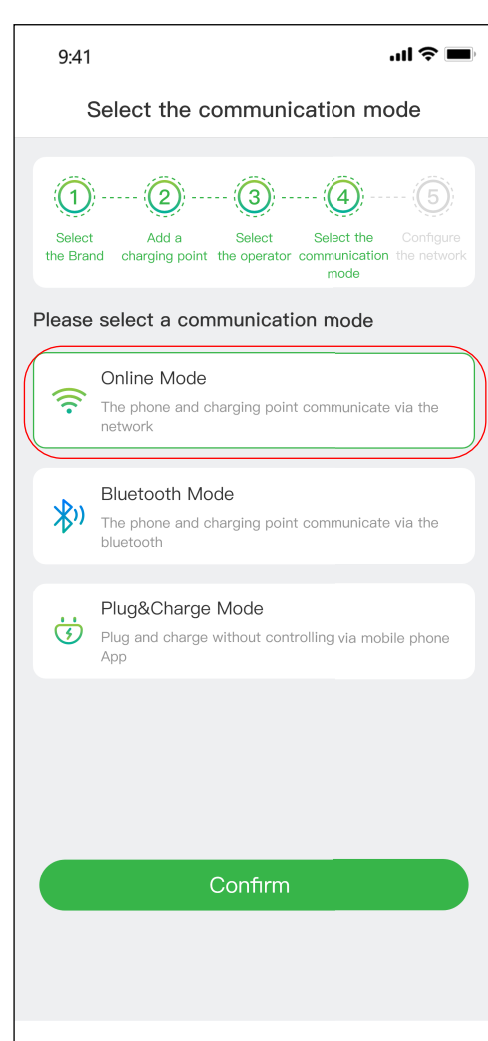 9:41
Select the communication mode
1 2 3 4 5
Select Add a Select Select the Configure
the Brand charging point the operator communication the network
mode
Please select a communication mode
Online Mode
The phone and charging point communicate via the
network
Bluetooth Mode
The phone and charging point communicate via the
bluetooth
Plug&Charge Mode
Plug and charge without controlling via mobile phone
App
Confirm